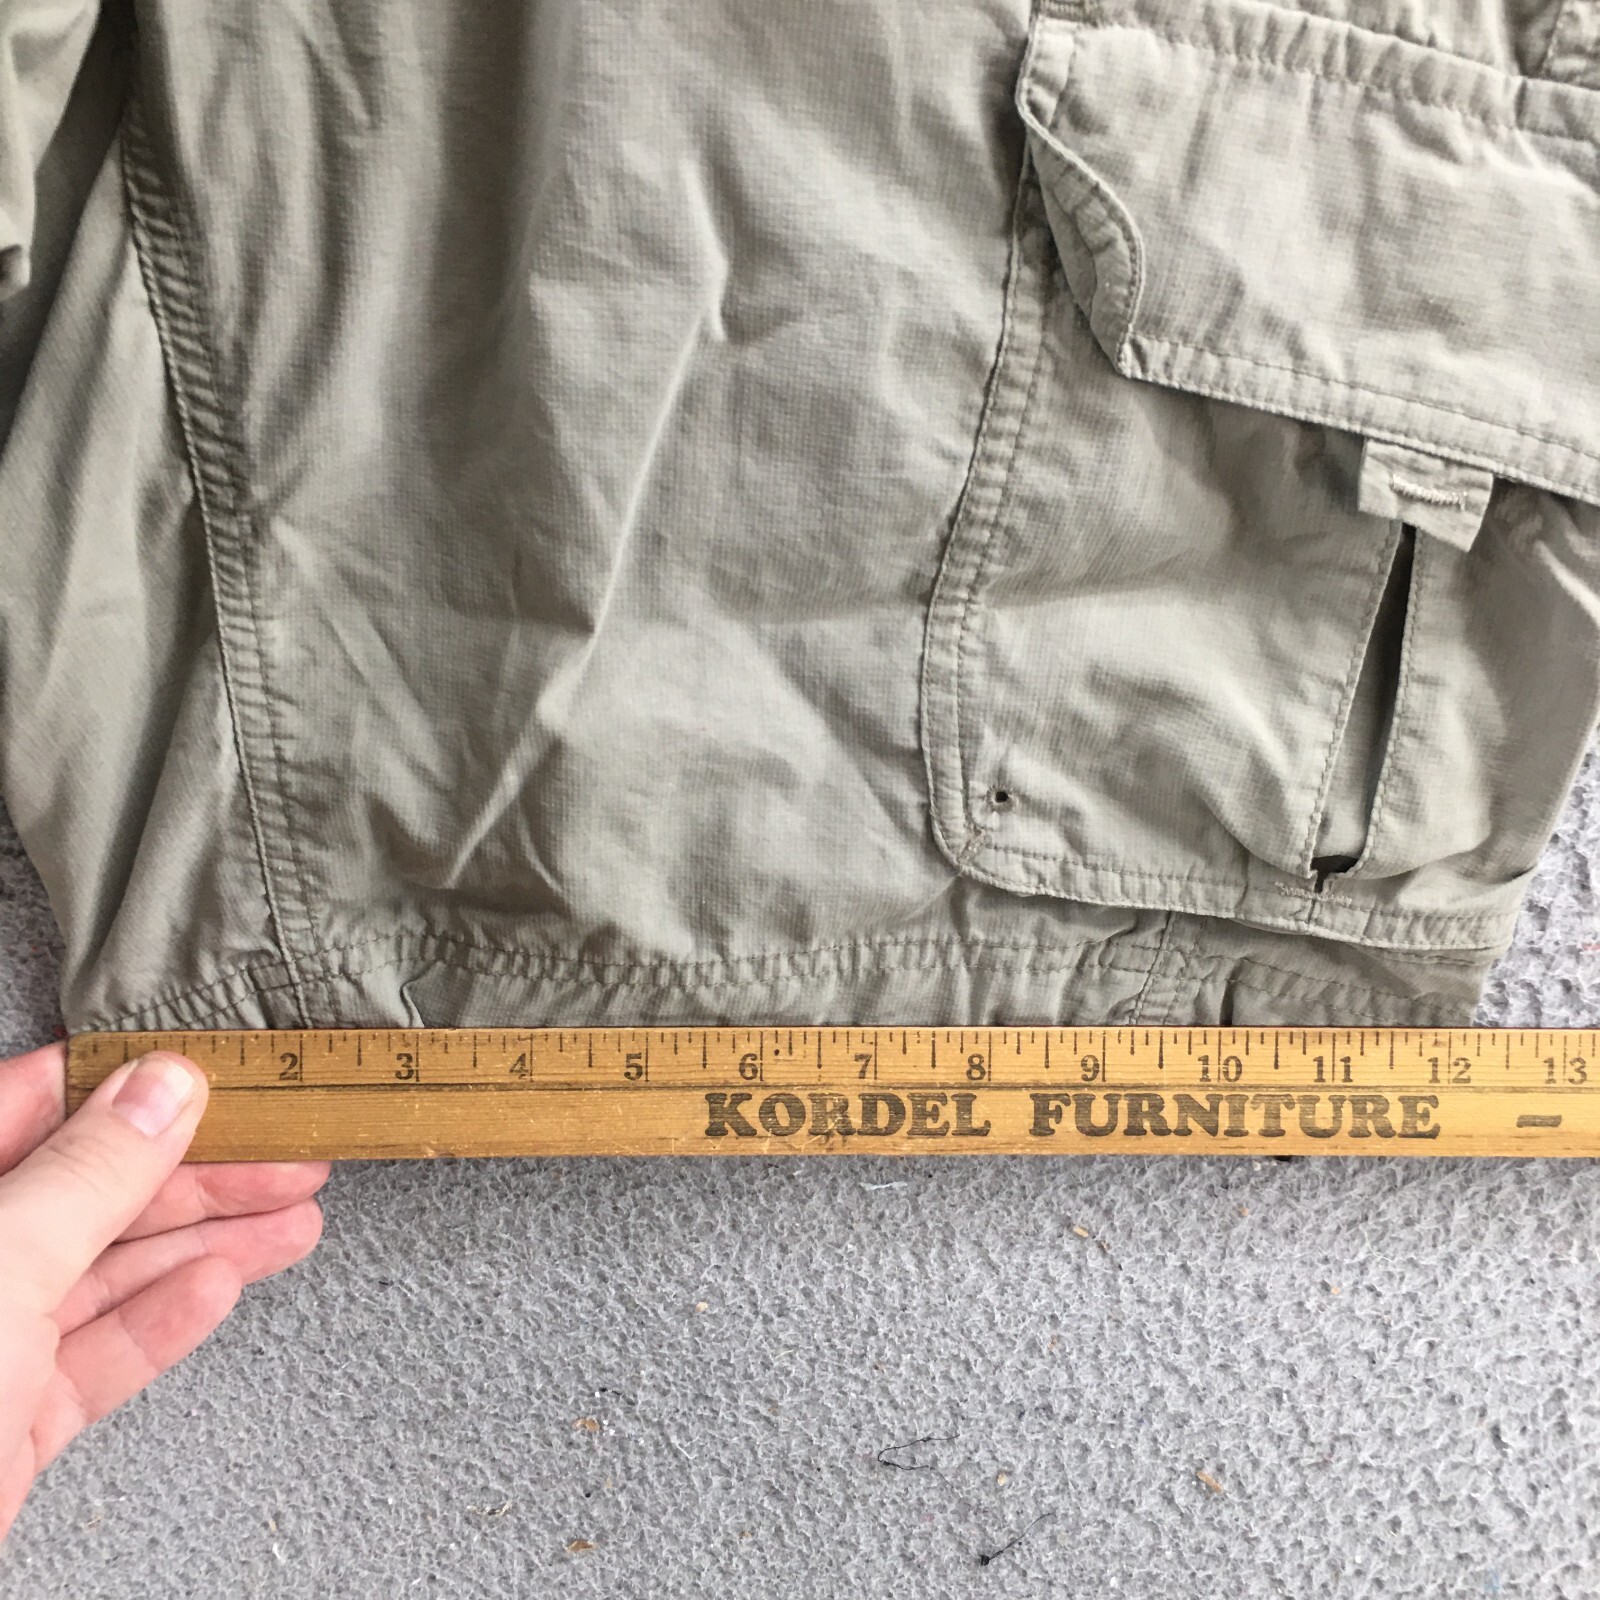 2 3 4 5 6 7 8 9 10 11 12 13
KORDEL FURNITURE -